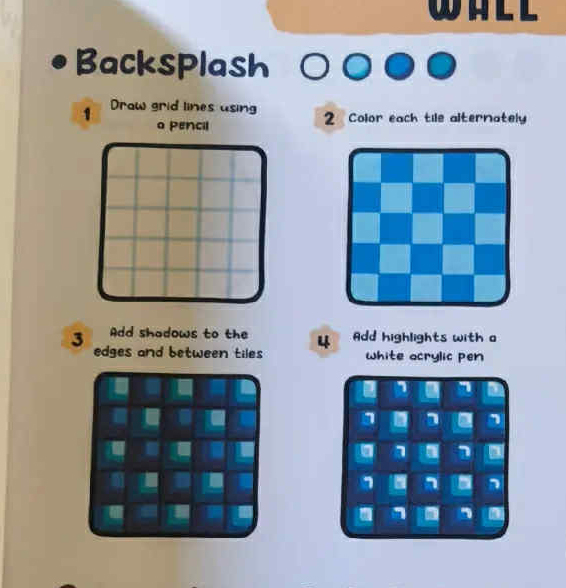 WALL
• Backsplash
1 Draw grid lines using
a pencil
2 Color each tile alternately
3 Add shadows to the
edges and between tiles
4 Add highlights with a
white acrylic pen